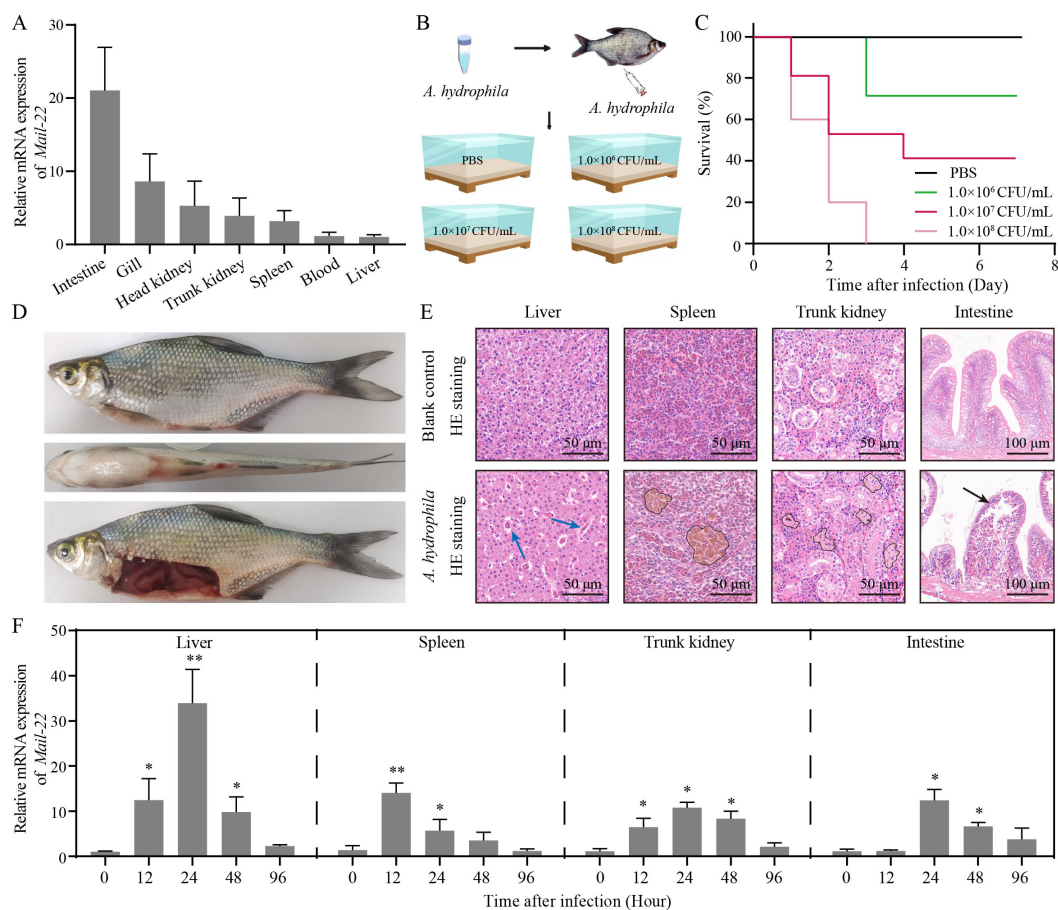 A
Relative mRNA expression
of Mail-22
30
20
10
0
Intestine
Gill
Head kidney
Trunk kidney
Spleen
Blood
Liver
B
A. hydrophila
A. hydrophila
PBS
1.0×10⁶ CFU/mL
1.0×10⁷ CFU/mL
1.0×10⁸ CFU/mL
C
Survival (%)
100
80
60
40
20
0
0 2 4 6 8
Time after infection (Day)
PBS
1.0×10⁶ CFU/mL
1.0×10⁷ CFU/mL
1.0×10⁸ CFU/mL
D
E
Liver Spleen Trunk kidney Intestine
Blank control
HE staining
50 μm 50 μm 50 μm 100 μm
A. hydrophila
HE staining
50 μm 50 μm 50 μm 100 μm
F
Relative mRNA expression
of Mail-22
50
40
30
20
10
0
Liver Spleen Trunk kidney Intestine
* ** *
** *
* * *
* *
0 12 24 48 96 0 12 24 48 96 0 12 24 48 96 0 12 24 48 96
Time after infection (Hour)